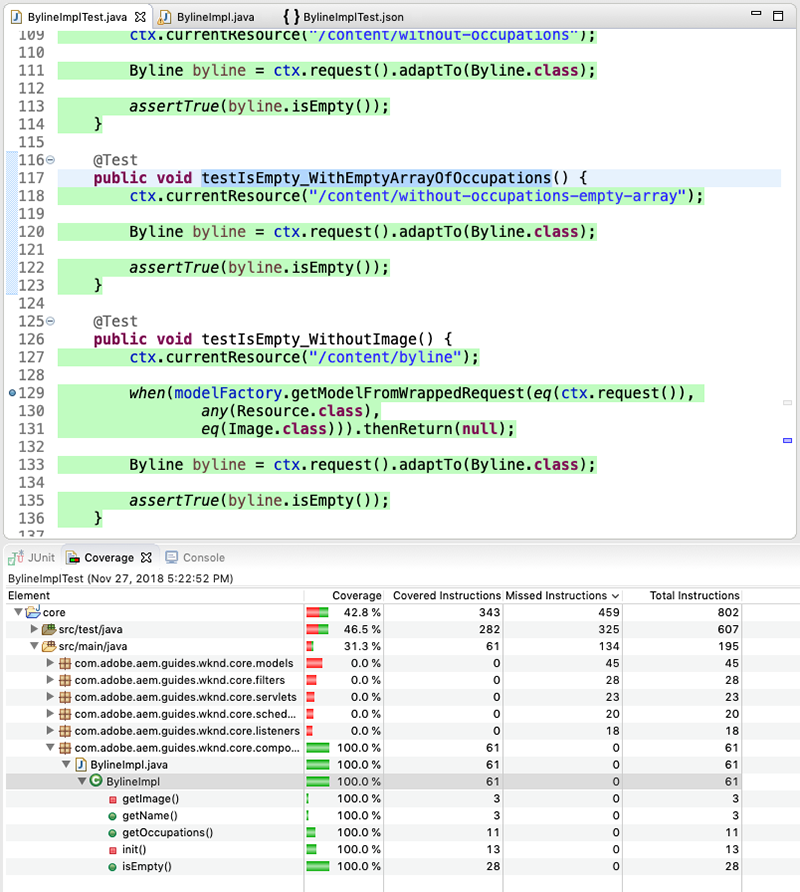 BylineImplTest.java BylineImpl.java { } BylineImplTest.json
109 ctx.currentResource("/content/without-occupations");
110
111 Byline byline = ctx.request().adaptTo(Byline.class);
112
113 assertTrue(byline.isEmpty());
114 }
115
116 @Test
117 public void testIsEmpty_WithEmptyArrayOfOccupations() {
118 ctx.currentResource("/content/without-occupations-empty-array");
119
120 Byline byline = ctx.request().adaptTo(Byline.class);
121
122 assertTrue(byline.isEmpty());
123 }
124
125 @Test
126 public void testIsEmpty_WithoutImage() {
127 ctx.currentResource("/content/byline");
128
129 when(modelFactory.getModelFromWrappedRequest(eq(ctx.request()),
130 any(Resource.class),
131 eq(Image.class))).thenReturn(null);
132
133 Byline byline = ctx.request().adaptTo(Byline.class);
134
135 assertTrue(byline.isEmpty());
136 }
137
JUnit Coverage Console
BylineImplTest (Nov 27, 2018 5:22:52 PM)
Element Coverage Covered Instructions Missed Instructions Total Instructions
core 42.8 % 343 459 802
src/test/java 46.5 % 282 325 607
src/main/java 31.3 % 61 134 195
com.adobe.aem.guides.wknd.core.models 0.0 % 0 45 45
com.adobe.aem.guides.wknd.core.filters 0.0 % 0 28 28
com.adobe.aem.guides.wknd.core.servlets 0.0 % 0 23 23
com.adobe.aem.guides.wknd.core.sched... 0.0 % 0 20 20
com.adobe.aem.guides.wknd.core.listeners 0.0 % 0 18 18
com.adobe.aem.guides.wknd.core.compo... 100.0 % 61 0 61
BylineImpl.java 100.0 % 61 0 61
BylineImpl 100.0 % 61 0 61
getImage() 100.0 % 3 0 3
getName() 100.0 % 3 0 3
getOccupations() 100.0 % 11 0 11
init() 100.0 % 13 0 13
isEmpty() 100.0 % 28 0 28